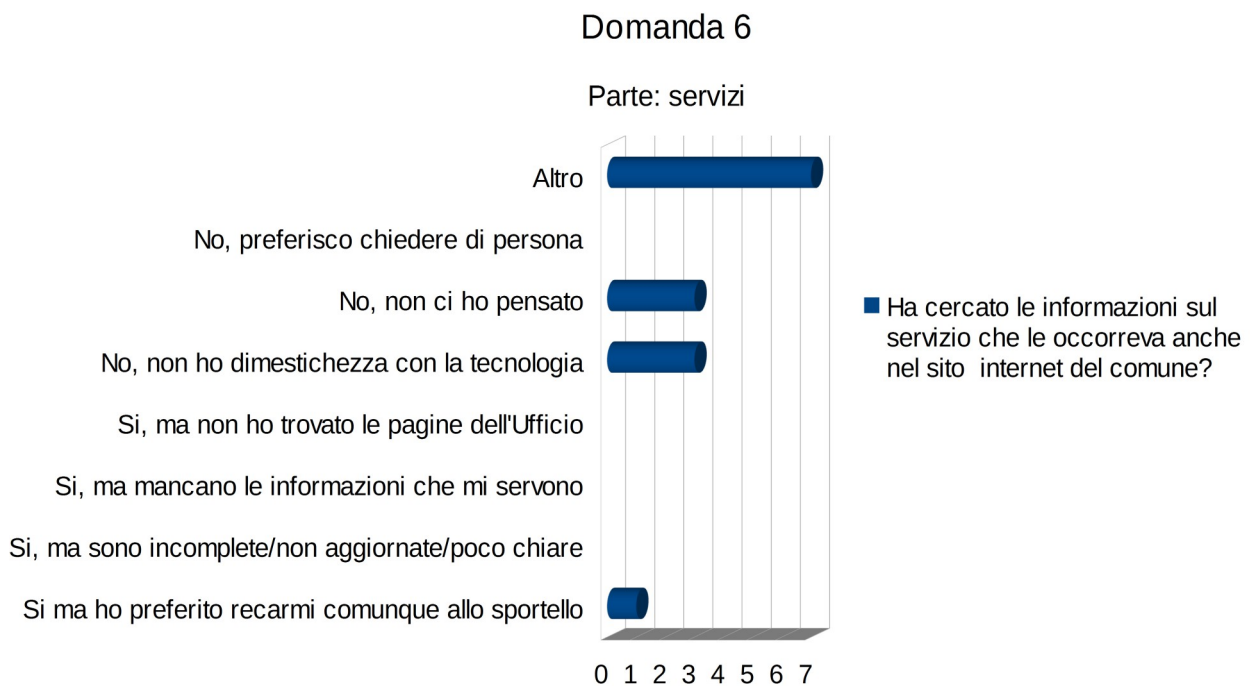 Domanda 6
Parte: servizi
Altro
No, preferisco chiedere di persona
No, non ci ho pensato
No, non ho dimestichezza con la tecnologia
Si, ma non ho trovato le pagine dell'Ufficio
Si, ma mancano le informazioni che mi servono
Si, ma sono incomplete/non aggiornate/poco chiare
Si ma ho preferito recarmi comunque allo sportello
0 1 2 3 4 5 6 7
Ha cercato le informazioni sul
servizio che le occorreva anche
nel sito  internet del comune?